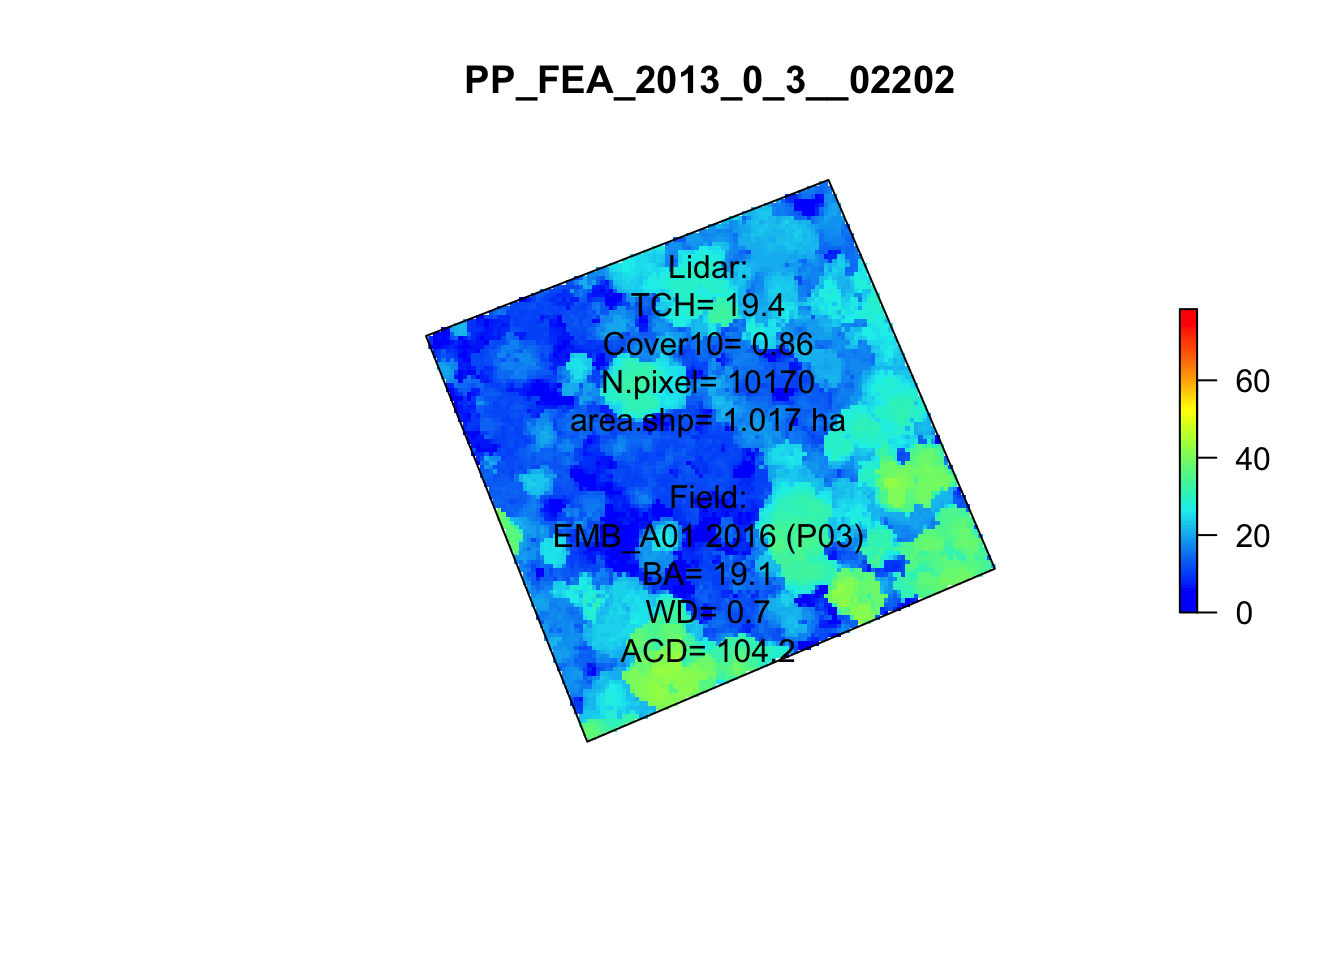 PP_FEA_2013_0_3__02202
Lidar:
TCH= 19.4
Cover10= 0.86
N.pixel= 10170
area.shp= 1.017 ha
Field:
EMB_A01 2016 (P03)
BA= 19.1
WD= 0.7
ACD= 104.2
60
40
20
0